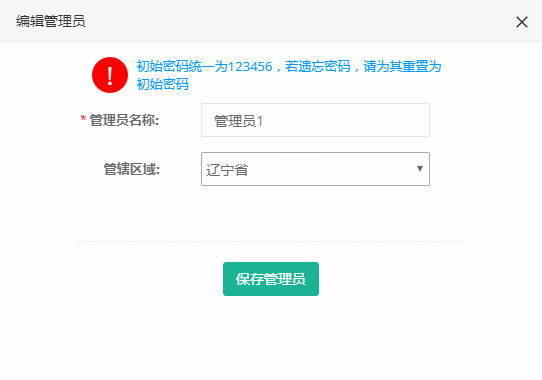 编辑管理员
初始密码统一为123456，若遗忘密码，请为其重置为
初始密码
* 管理员名称:
管理员1
管辖区域:
辽宁省
保存管理员